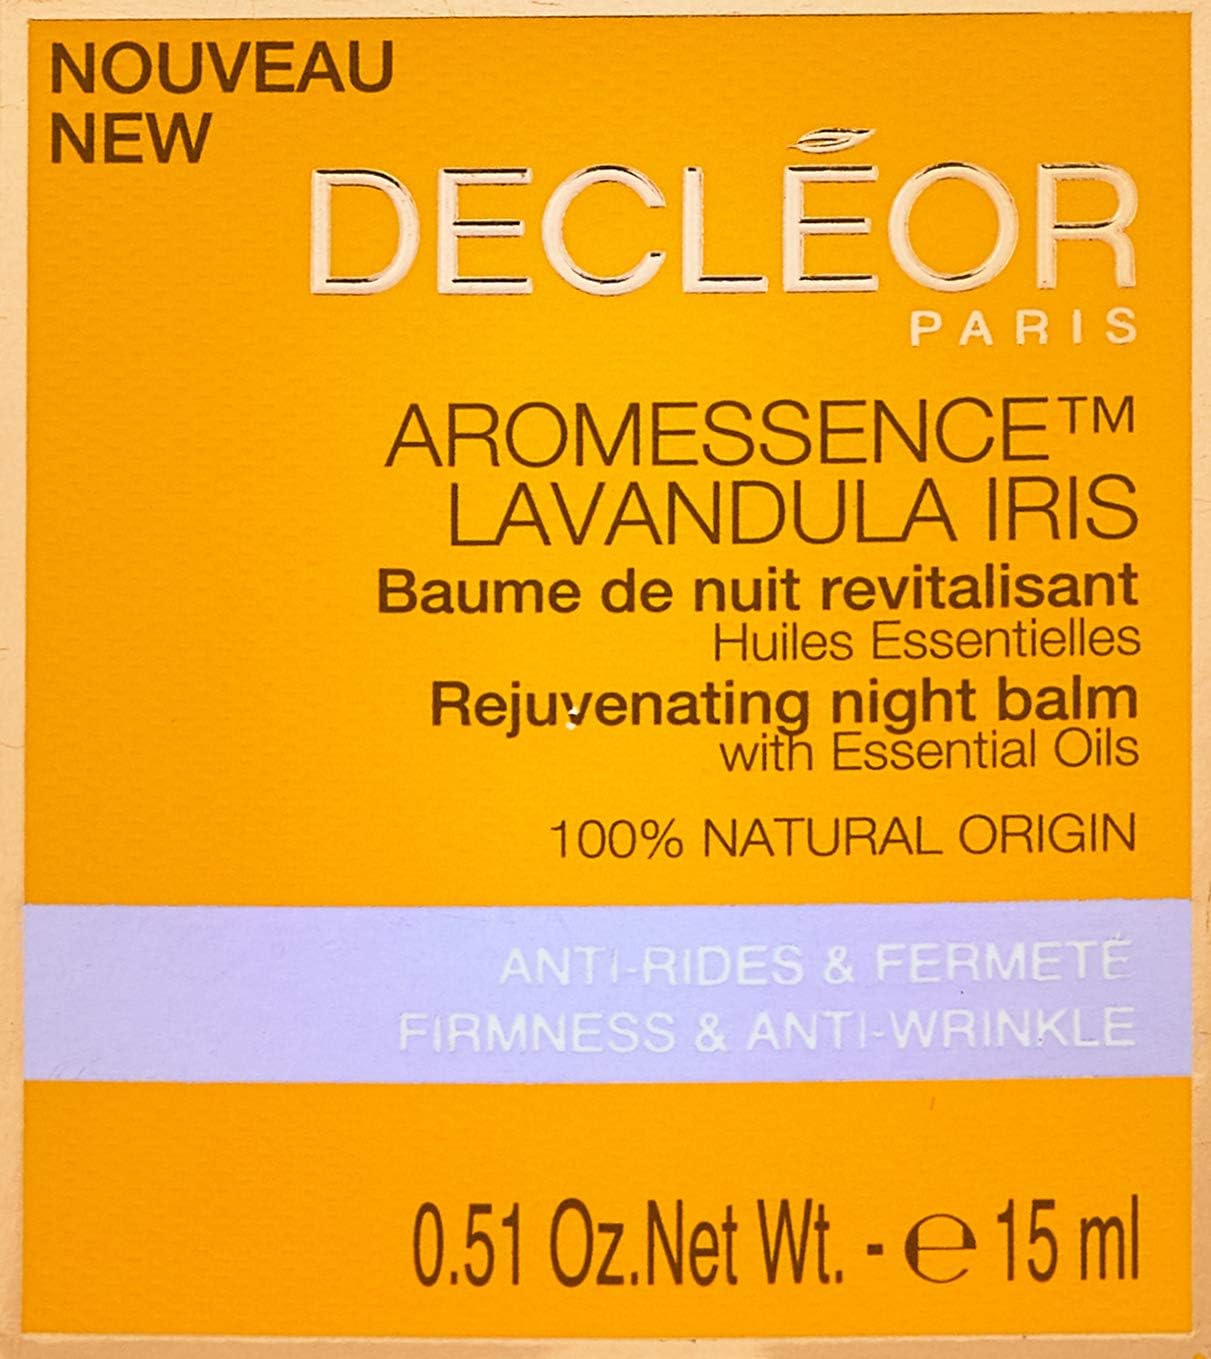 NOUVEAU
NEW
DECLÉOR
PARIS
AROMESSENCE™
LAVANDULA IRIS
Baume de nuit revitalisant
Huiles Essentielles
Rejuvenating night balm
with Essential Oils
100% NATURAL ORIGIN
ANTI-RIDES & FERMETÉ
FIRMNESS & ANTI-WRINKLE
0.51 Oz.Net Wt. - ℮ 15 ml